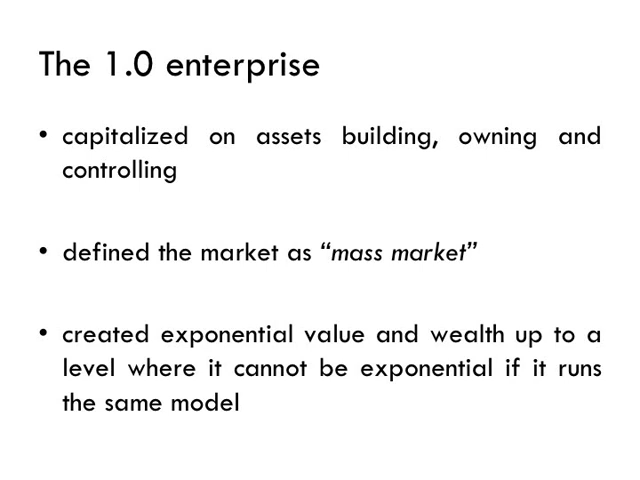 The 1.0 enterprise
• capitalized on assets building, owning and
controlling
• defined the market as “mass market”
• created exponential value and wealth up to a
level where it cannot be exponential if it runs
the same model